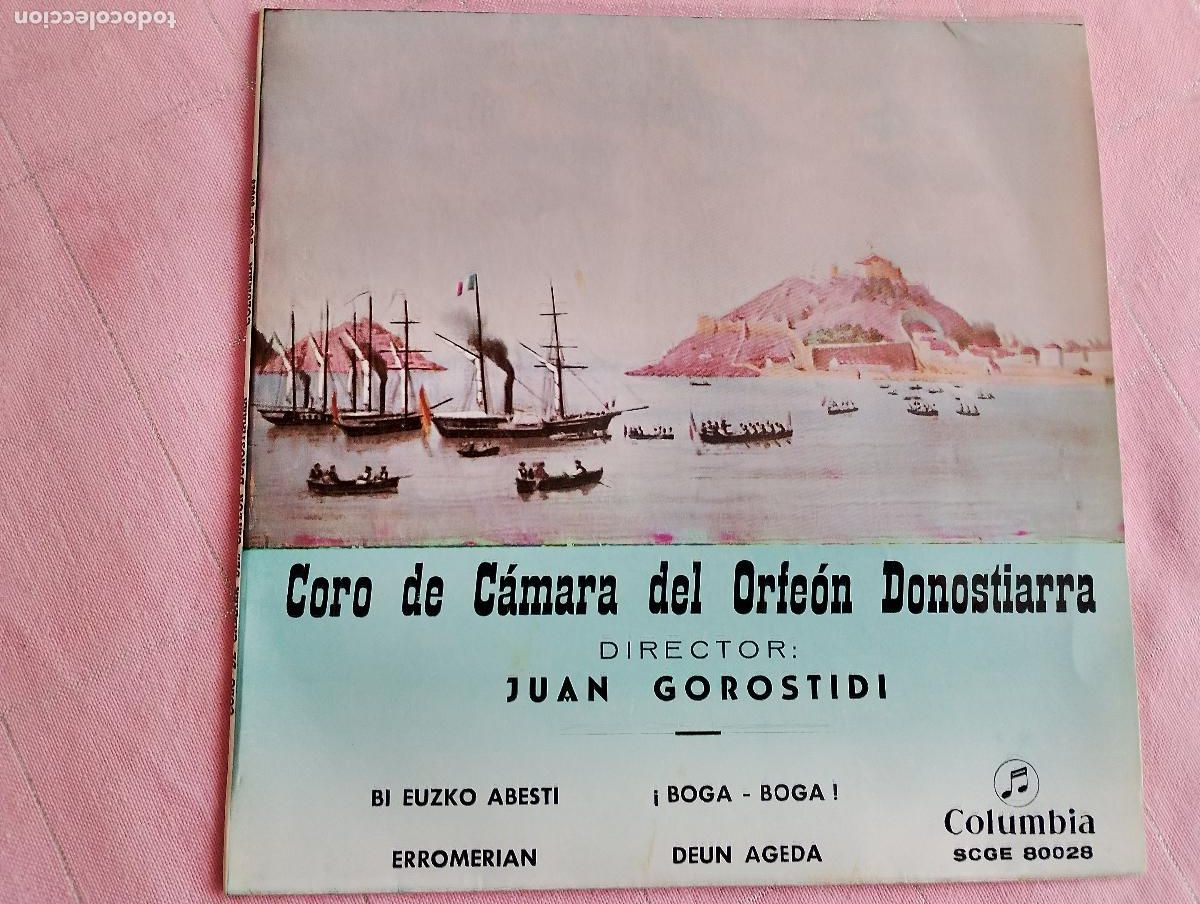 todocoleccion
Coro de Cámara del Orfeón Donostiarra
DIRECTOR:
JUAN GOROSTIDI
BI EUZKO ABESTI
¡ BOGA - BOGA !
ERROMERIAN
DEUN AGEDA
Columbia
SCGE 80028